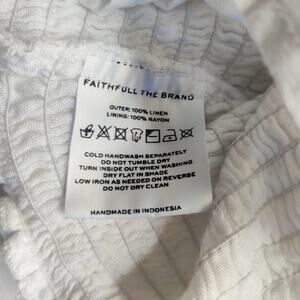 FAITHFULL THE BRAND
OUTER: 100% LINEN
LINING: 100% RAYON
COLD HANDWASH SEPARATELY
DO NOT TUMBLE DRY
TURN INSIDE OUT WHEN WASHING
DRY FLAT IN SHADE
LOW IRON AS NEEDED ON REVERSE
DO NOT DRY CLEAN
HANDMADE IN INDONESIA